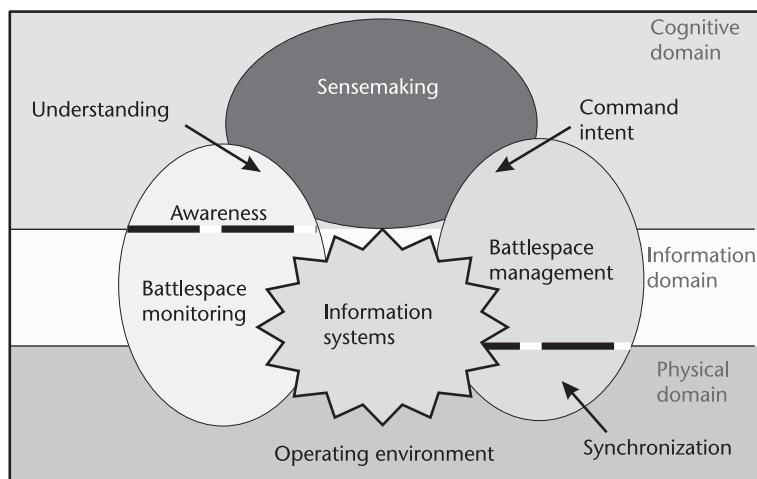 Cognitive
domain
Sensemaking
Understanding
Command
intent
Awareness
Battlespace
monitoring
Battlespace
management
Information
domain
Information
systems
Physical
domain
Operating environment
Synchronization